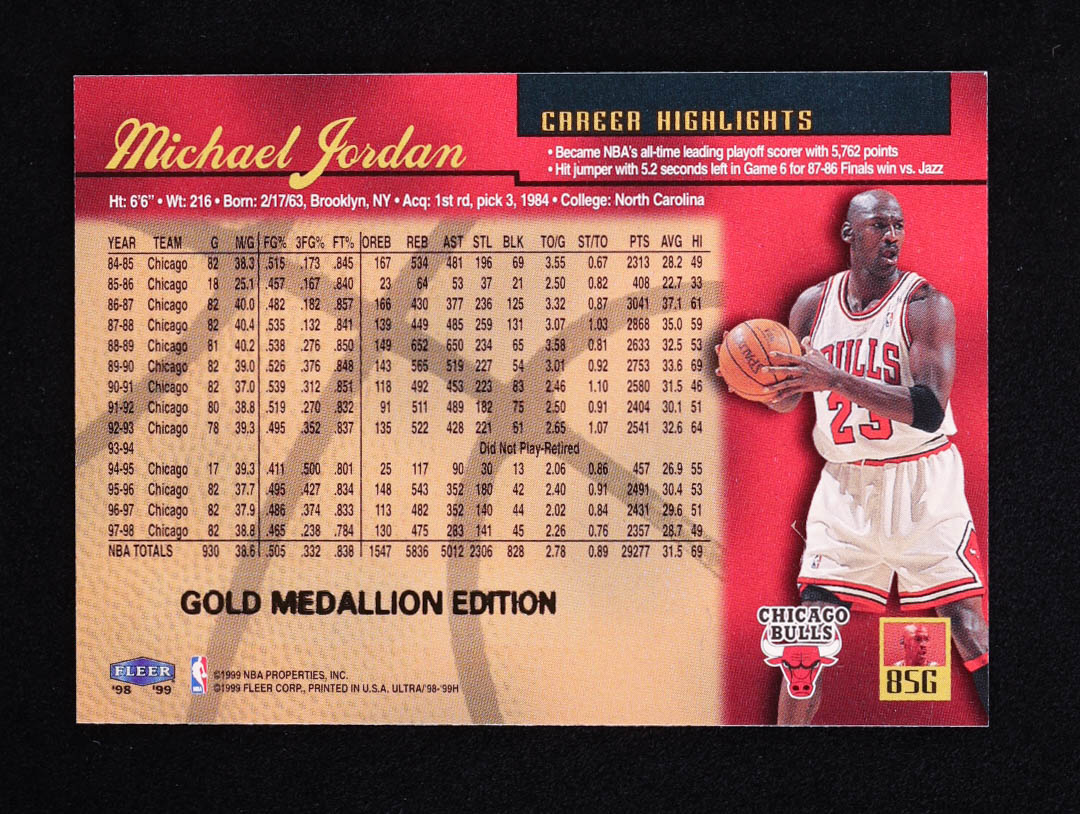 Michael Jordan
CAREER HIGHLIGHTS
• Became NBA's all-time leading playoff scorer with 5,762 points
• Hit jumper with 5.2 seconds left in Game 6 for 87-86 Finals win vs. Jazz
Ht: 6'6" • Wt: 216 • Born: 2/17/63, Brooklyn, NY • Acq: 1st rd, pick 3, 1984 • College: North Carolina
YEAR TEAM G M/G FG% 3FG% FT% OREB REB AST STL BLK TO/G ST/TO PTS AVG HI
84-85 Chicago 82 38.3 .515 .173 .845 167 534 481 196 69 3.55 0.67 2313 28.2 49
85-86 Chicago 18 25.1 .457 .167 .840 23 64 53 37 21 2.50 0.82 408 22.7 33
86-87 Chicago 82 40.0 .482 .182 .857 166 430 377 236 125 3.32 0.87 3041 37.1 61
87-88 Chicago 82 40.4 .535 .132 .841 139 449 485 259 131 3.07 1.03 2868 35.0 59
88-89 Chicago 81 40.2 .538 .276 .850 149 652 650 234 65 3.58 0.81 2633 32.5 53
89-90 Chicago 82 39.0 .526 .376 .848 143 565 519 227 54 3.01 0.92 2753 33.6 69
90-91 Chicago 82 37.0 .539 .312 .851 118 492 453 223 83 2.46 1.10 2580 31.5 46
91-92 Chicago 80 38.8 .519 .270 .832 91 511 489 182 75 2.50 0.91 2404 30.1 51
92-93 Chicago 78 39.3 .495 .352 .837 135 522 428 221 61 2.65 1.07 2541 32.6 64
93-94 Did Not Play-Retired
94-95 Chicago 17 39.3 .411 .500 .801 25 117 90 30 13 2.06 0.86 457 26.9 55
95-96 Chicago 82 37.7 .495 .427 .834 148 543 352 180 42 2.40 0.91 2491 30.4 53
96-97 Chicago 82 37.9 .486 .374 .833 113 482 352 140 44 2.02 0.84 2431 29.6 51
97-98 Chicago 82 38.8 .465 .238 .784 130 475 283 141 45 2.26 0.76 2357 28.7 49
NBA TOTALS 930 38.6 .505 .332 .838 1547 5836 5012 2306 828 2.78 0.89 29277 31.5 69
SPALDING
BULLS
23
GOLD MEDALLION EDITION
CHICAGO
BULLS
FLEER
'98 '99
NBA
©1999 NBA PROPERTIES, INC.
©1999 FLEER CORP., PRINTED IN U.S.A. ULTRA/'98-'99H
85G